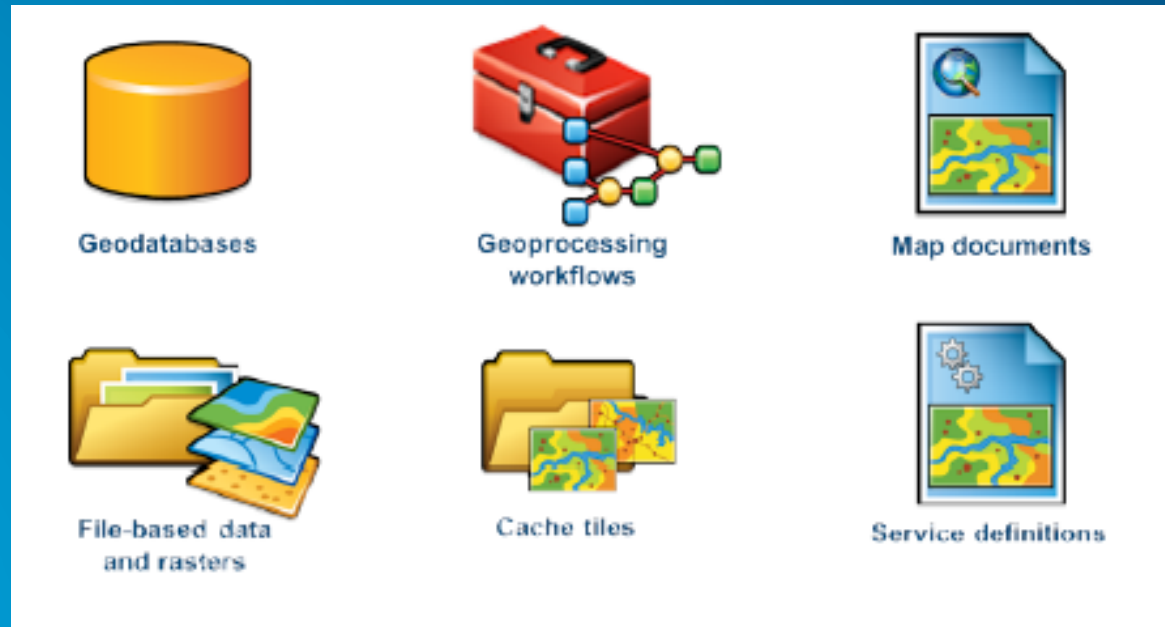 Geodatabases
Geoprocessing
workflows
Map documents
File-based data
and rasters
Cache tiles
Service definitions